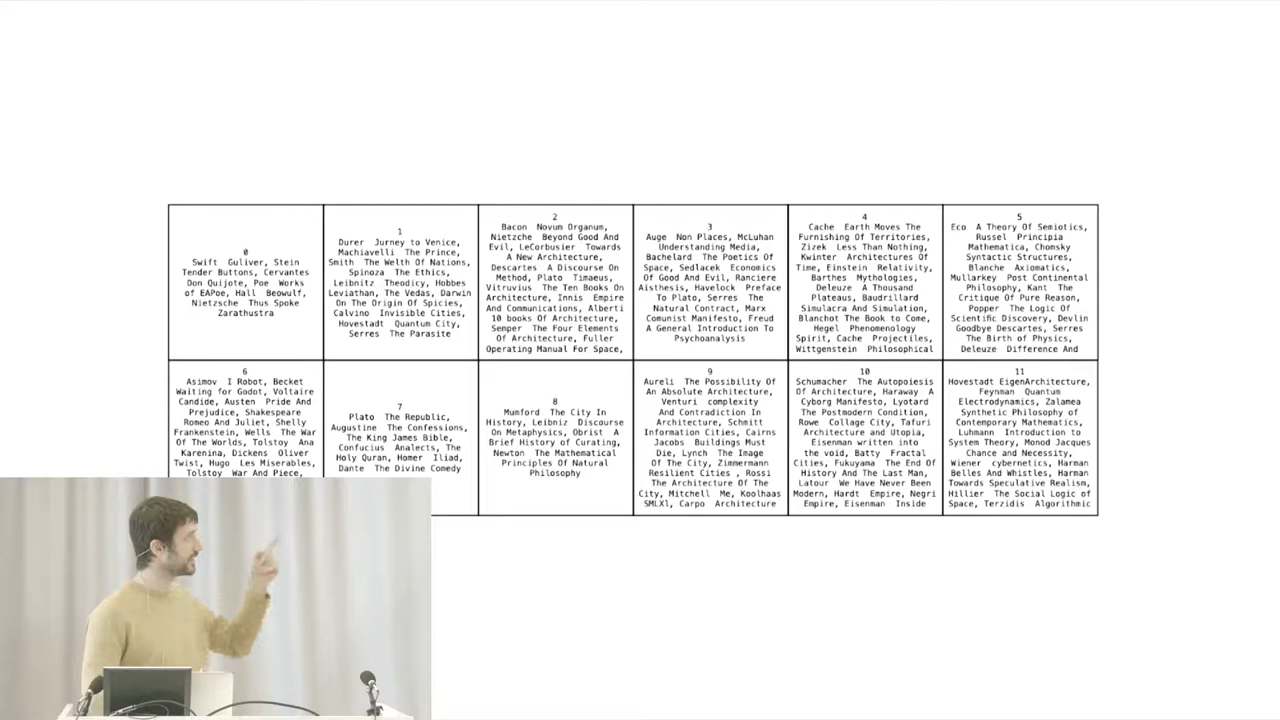 0
Swift  Guliver, Stein
Tender Buttons, Cervantes
Don Quijote, Poe  Works
of EAPoe, Hall  Beowulf,
Nietzsche  Thus Spoke
Zarathustra
1
Durer  Jurney to Venice,
Machiavelli  The Prince,
Smith  The Welth Of Nations,
Spinoza  The Ethics,
Leibnitz  Theodicy, Hobbes
Leviathan, The Vedas, Darwin
On The Origin Of Spicies,
Calvino  Invisible Cities,
Hovestadt  Quantum City,
Serres  The Parasite
2
Bacon  Novum Organum,
Nietzche  Beyond Good And
Evil, LeCorbusier  Towards
A New Architecture,
Descartes  A Discourse On
Method, Plato  Timaeus,
Vitruvius  The Ten Books On
Architecture, Innis  Empire
And Communications, Alberti
10 books Of Architecture,
Semper  The Four Elements
Of Architecture, Fuller
Operating Manual For Space,
3
Auge  Non Places, McLuhan
Understanding Media,
Bachelard  The Poetics Of
Space, Sedlacek  Economics
Of Good And Evil, Ranciere
Aisthesis, Havelock  Preface
To Plato, Serres  The
Natural Contract, Marx
Comunist Manifesto, Freud
A General Introduction To
Psychoanalysis
4
Cache  Earth Moves The
Furnishing Of Territories,
Zizek  Less Than Nothing,
Kwinter  Architectures Of
Time, Einstein  Relativity,
Barthes  Mythologies,
Deleuze  A Thousand
Plateaus, Baudrillard
Simulacra And Simulation,
Blanchot The Book to Come,
Hegel  Phenomenology
Spirit, Cache  Projectiles,
Wittgenstein  Philosophical
5
Eco  A Theory Of Semiotics,
Russel  Principia
Mathematica, Chomsky
Syntactic Structures,
Blanche  Axiomatics,
Mullarkey  Post Continental
Philosophy, Kant  The
Critique Of Pure Reason,
Popper  The Logic Of
Scientific Discovery, Devlin
Goodbye Descartes, Serres
The Birth of Physics,
Deleuze  Difference And
6
Asimov  I Robot, Becket
Waiting for Godot, Voltaire
Candide, Austen  Pride And
Prejudice, Shakespeare
Romeo And Juliet, Shelly
Frankenstein, Wells  The War
Of The Worlds, Tolstoy  Ana
Karenina, Dickens  Oliver
Twist, Hugo  Les Miserables,
Tolstoy  War And Piece,
7
Plato  The Republic,
Augustine  The Confessions,
The King James Bible,
Confucius  Analects, The
Holy Quran, Homer  Iliad,
Dante  The Divine Comedy
8
Mumford  The City In
History, Leibniz  Discourse
On Metaphysics, Obrist  A
Brief History of Curating,
Newton  The Mathematical
Principles Of Natural
Philosophy
9
Aureli  The Possibility Of
An Absolute Architecture,
Venturi  complexity
And Contradiction In
Architecture, Schmitt
Information Cities, Cairns
Jacobs  Buildings Must
Die, Lynch  The Image
Of The City, Zimmermann
Resilient Cities , Rossi
The Architecture Of The
City, Mitchell  Me, Koolhaas
SMLXl, Carpo  Architecture
10
Schumacher  The Autopoiesis
Of Architecture, Haraway  A
Cyborg Manifesto, Lyotard
The Postmodern Condition,
Rowe  Collage City, Tafuri
Architecture and Utopia,
Eisenman written into
the void, Batty  Fractal
Cities, Fukuyama  The End Of
History And The Last Man,
Latour  We Have Never Been
Modern, Hardt  Empire, Negri
Empire, Eisenman  Inside
11
Hovestadt EigenArchitecture,
Feynman  Quantum
Electrodynamics, Zalamea
Synthetic Philosophy of
Contemporary Mathematics,
Luhmann  Introduction to
System Theory, Monod Jacques
Chance and Necessity,
Wiener  cybernetics, Harman
Belles And Whistles, Harman
Towards Speculative Realism,
Hillier  The Social Logic of
Space, Terzidis  Algorithmic